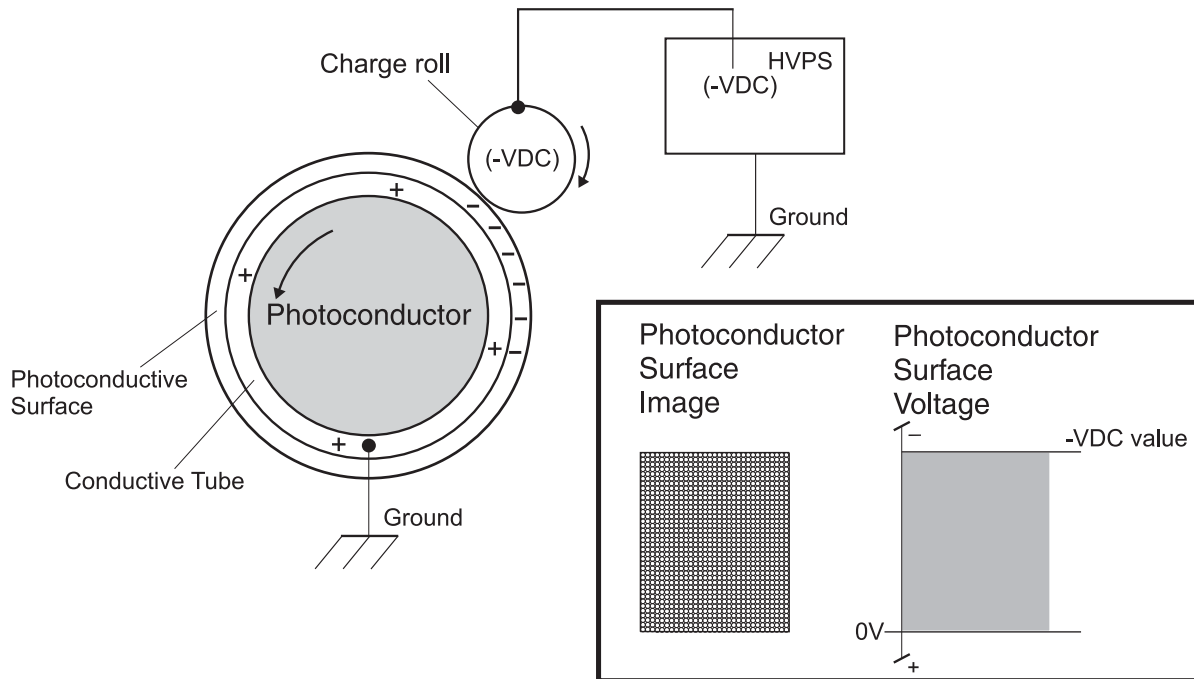 HVPS
(-VDC)
Charge roll
(-VDC)
Ground
+
+
+
+
−
−
−
−
−
−
Photoconductor
Photoconductive
Surface
Conductive Tube
Ground
Photoconductor
Surface
Image
Photoconductor
Surface
Voltage
−
-VDC value
0V
+